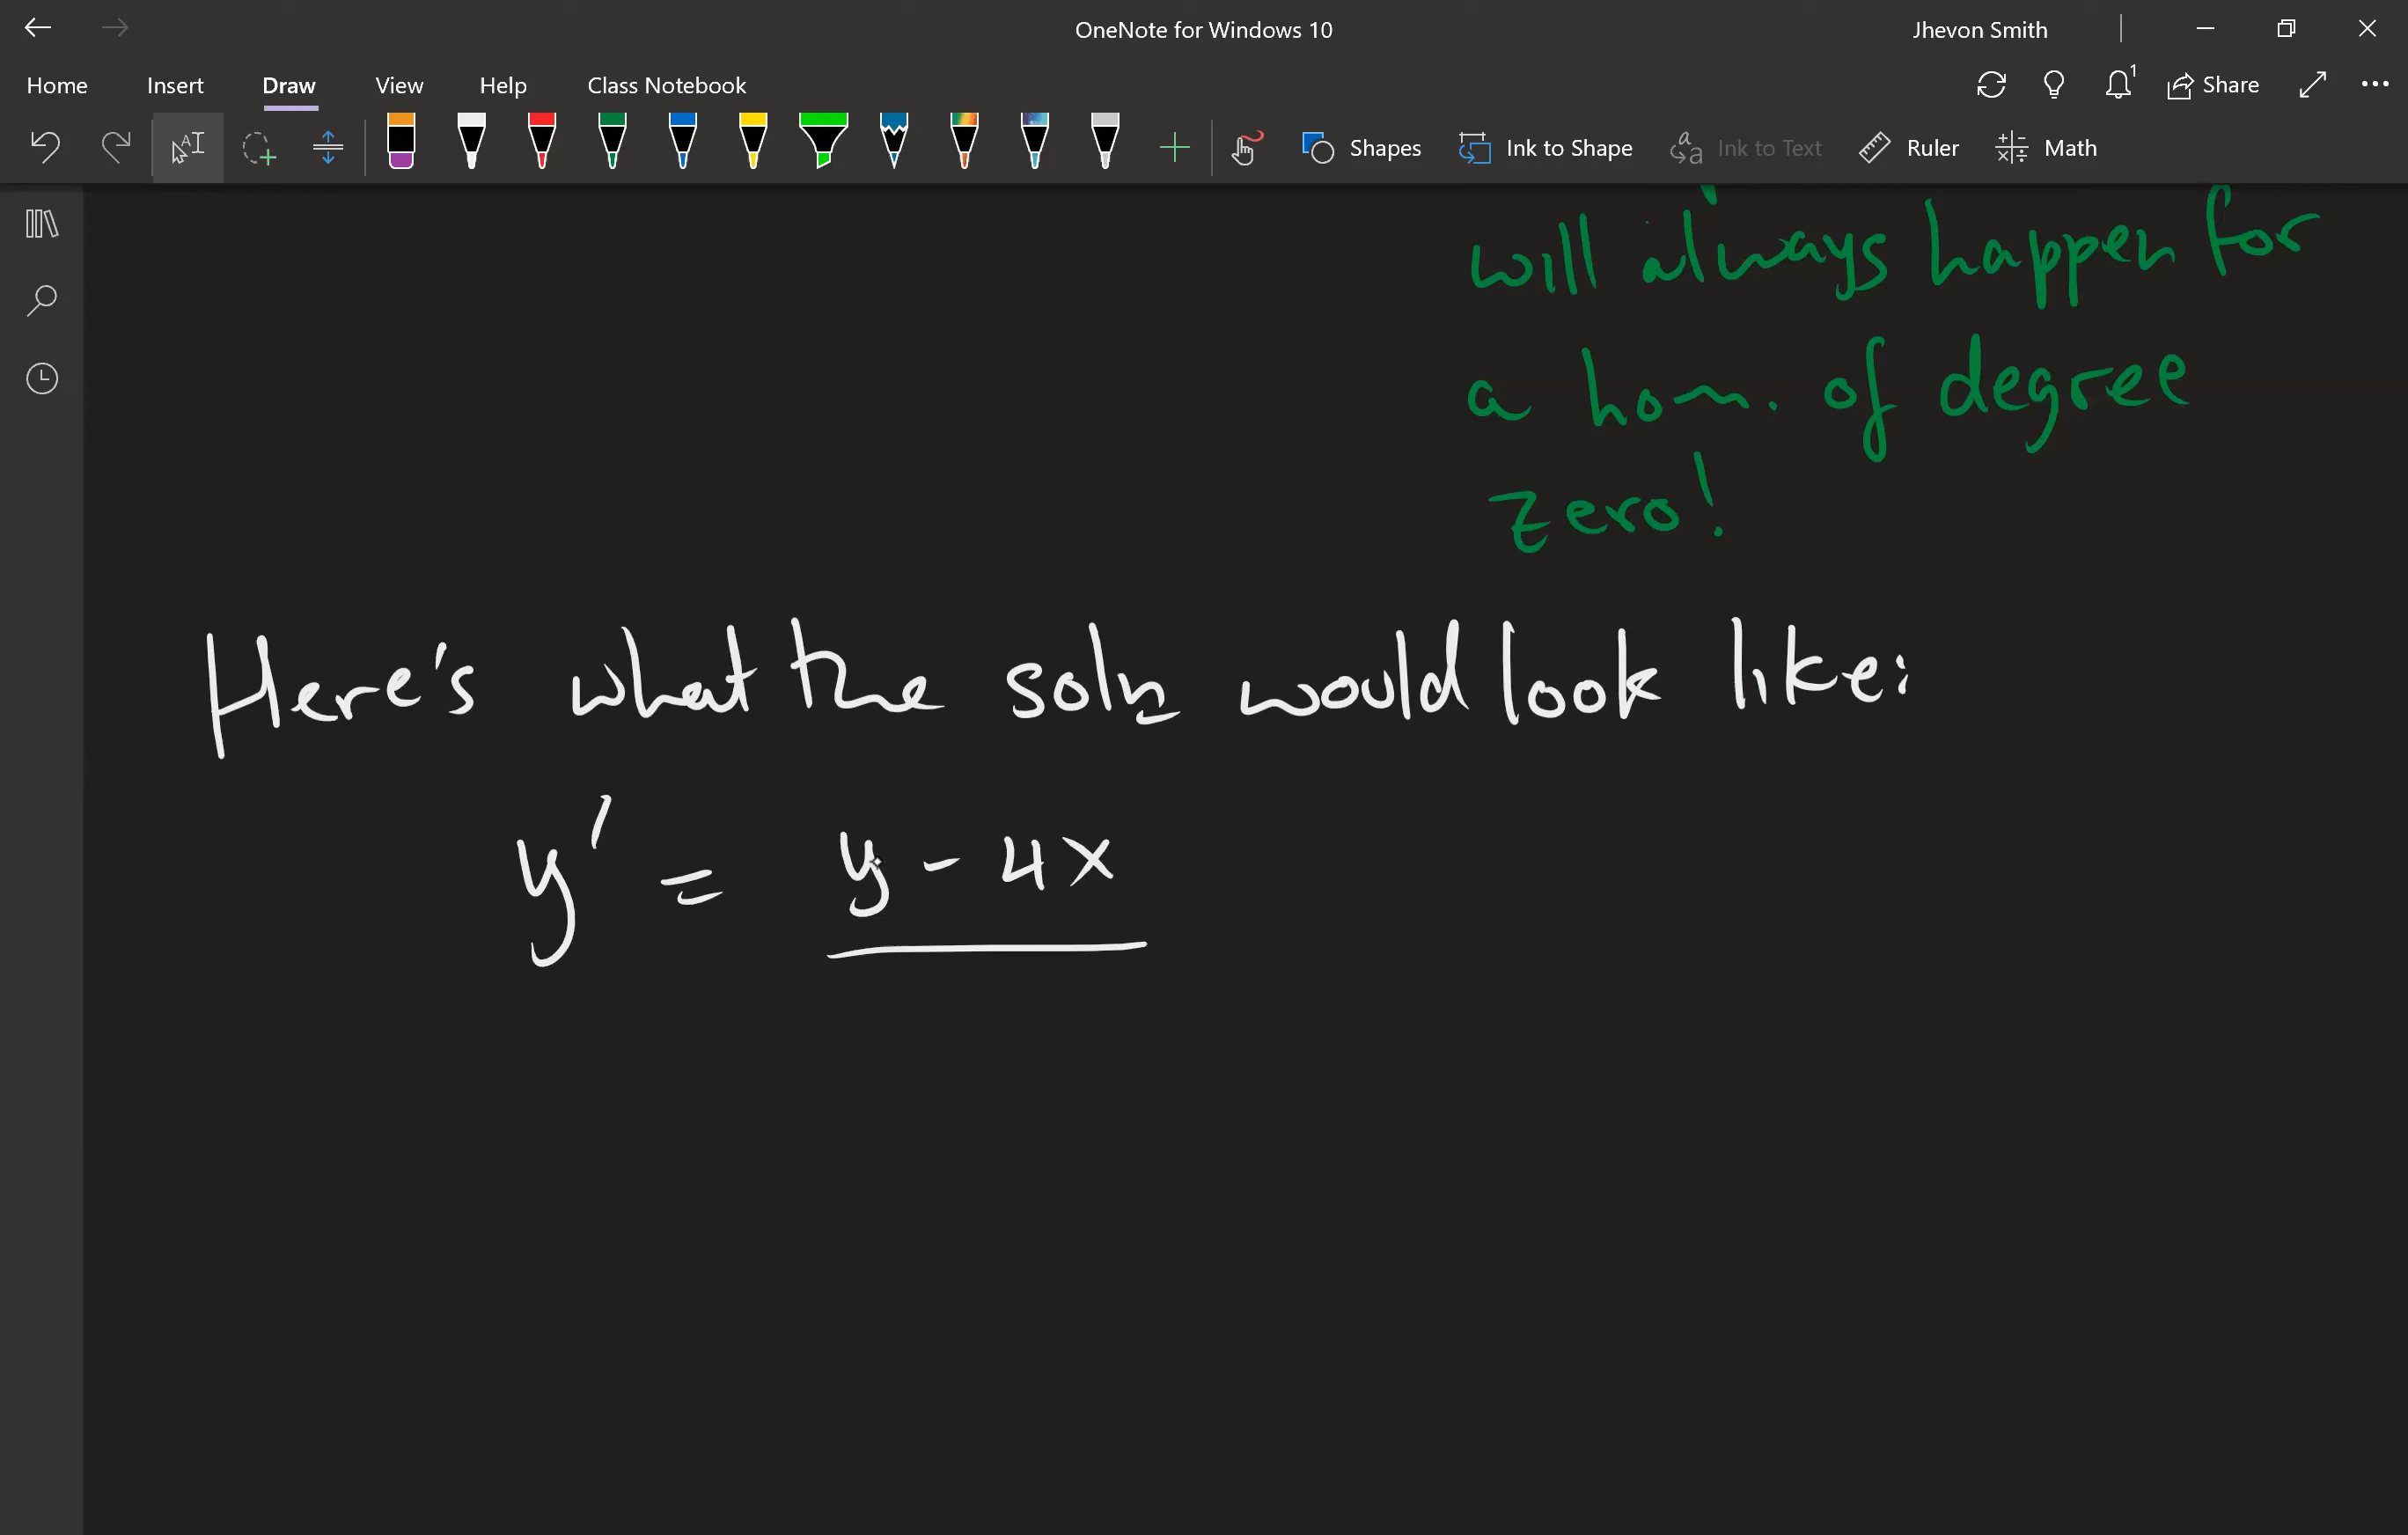 OneNote for Windows 10
Jhevon Smith
Home Insert Draw View Help Class Notebook
1
Share
Shapes Ink to Shape Ink to Text Ruler Math
will always happen for
a hom. of degree
zero!
Here's what the soln would look like:
y' = y - 4x